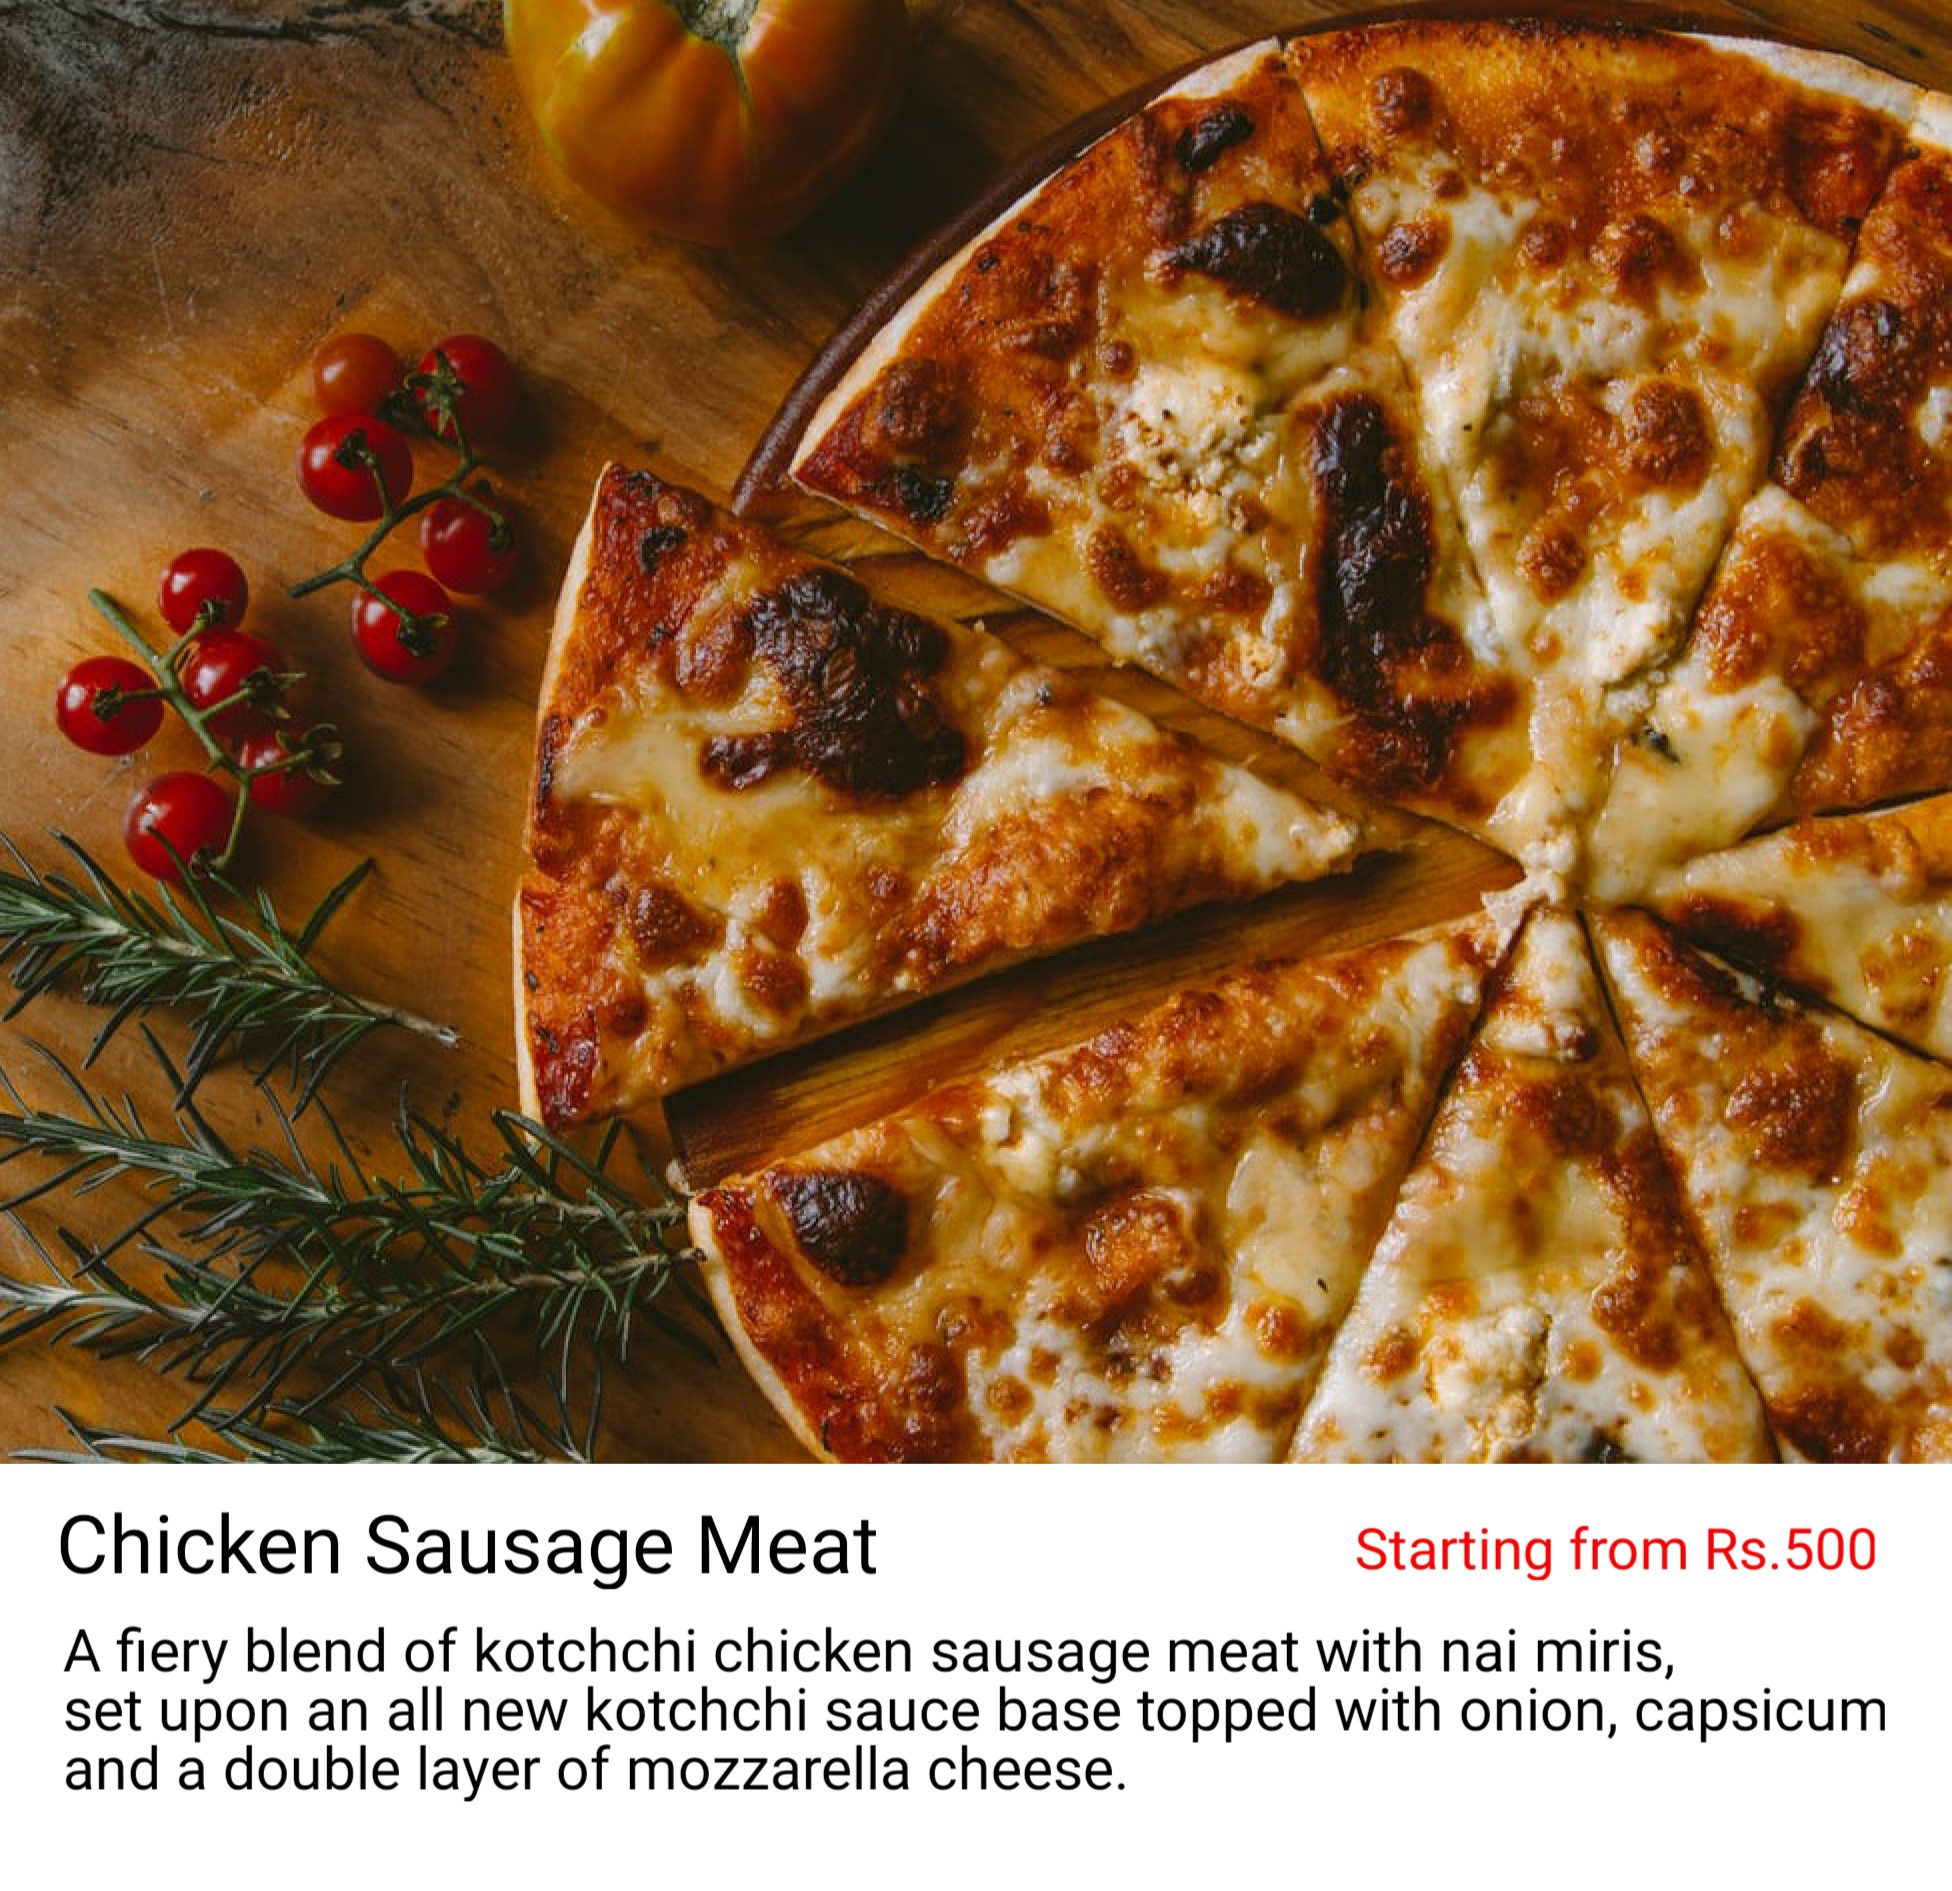 Chicken Sausage Meat
Starting from Rs.500
A fiery blend of kotchchi chicken sausage meat with nai miris,
set upon an all new kotchchi sauce base topped with onion, capsicum
and a double layer of mozzarella cheese.